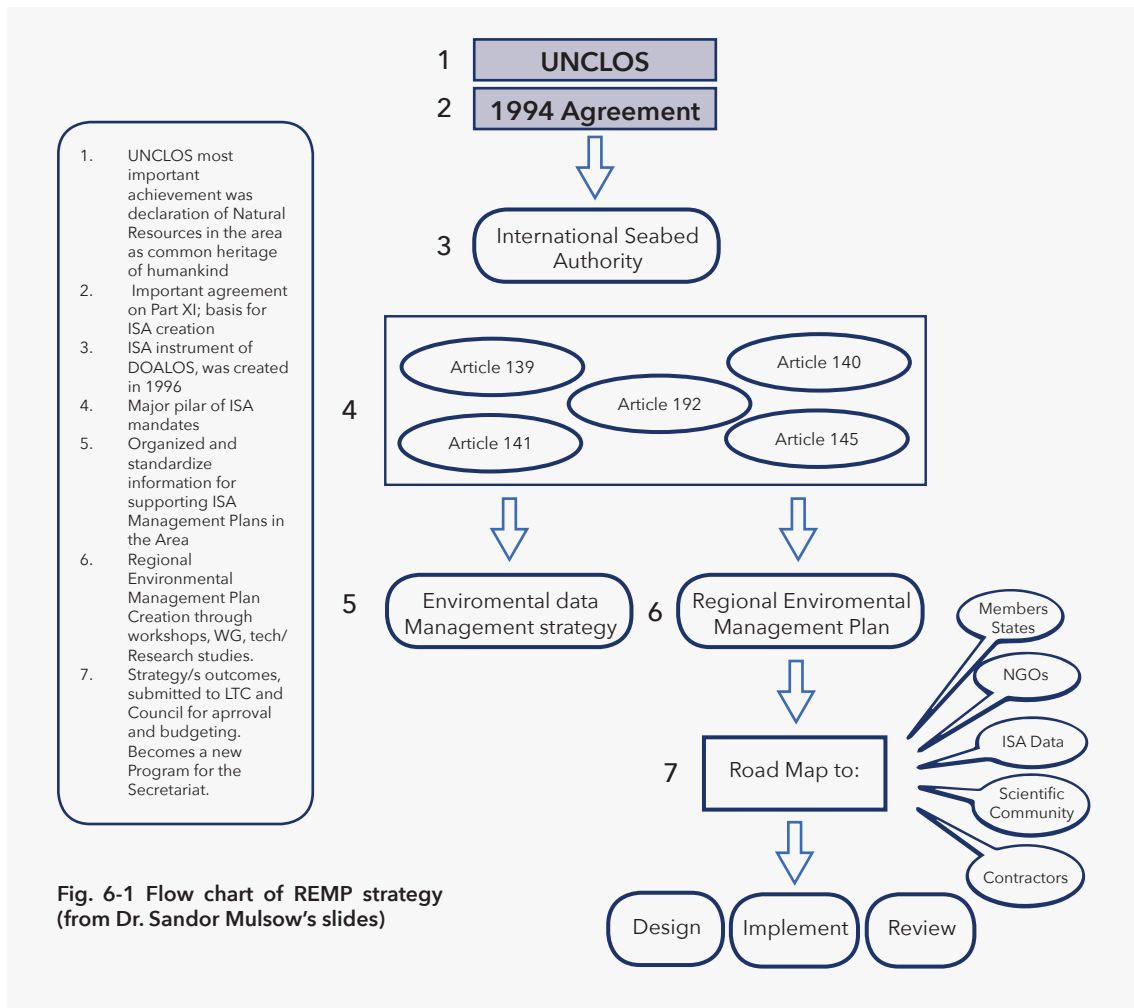 1 UNCLOS
2 1994 Agreement
3 International Seabed
Authority
4
Article 139
Article 140
Article 192
Article 141
Article 145
5 Enviromental data
Management strategy
6 Regional Enviromental
Management Plan
7 Road Map to:
Members
States
NGOs
ISA Data
Scientific
Community
Contractors
Design
Implement
Review
1. UNCLOS most
important
achievement was
declaration of Natural
Resources in the area
as common heritage
of humankind
2. Important agreement
on Part XI; basis for
ISA creation
3. ISA instrument of
DOALOS, was created
in 1996
4. Major pilar of ISA
mandates
5. Organized and
standardize
information for
supporting ISA
Management Plans in
the Area
6. Regional
Environmental
Management Plan
Creation through
workshops, WG, tech/
Research studies.
7. Strategy/s outcomes,
submitted to LTC and
Council for aprroval
and budgeting.
Becomes a new
Program for the
Secretariat.
Fig. 6-1 Flow chart of REMP strategy
(from Dr. Sandor Mulsow's slides)